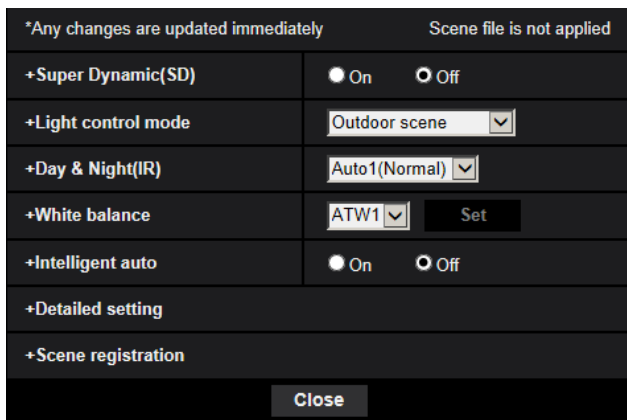 *Any changes are updated immediately Scene file is not applied
+Super Dynamic(SD) On Off
+Light control mode Outdoor scene
+Day & Night(IR) Auto1(Normal)
+White balance ATW1 Set
+Intelligent auto On Off
+Detailed setting
+Scene registration
Close